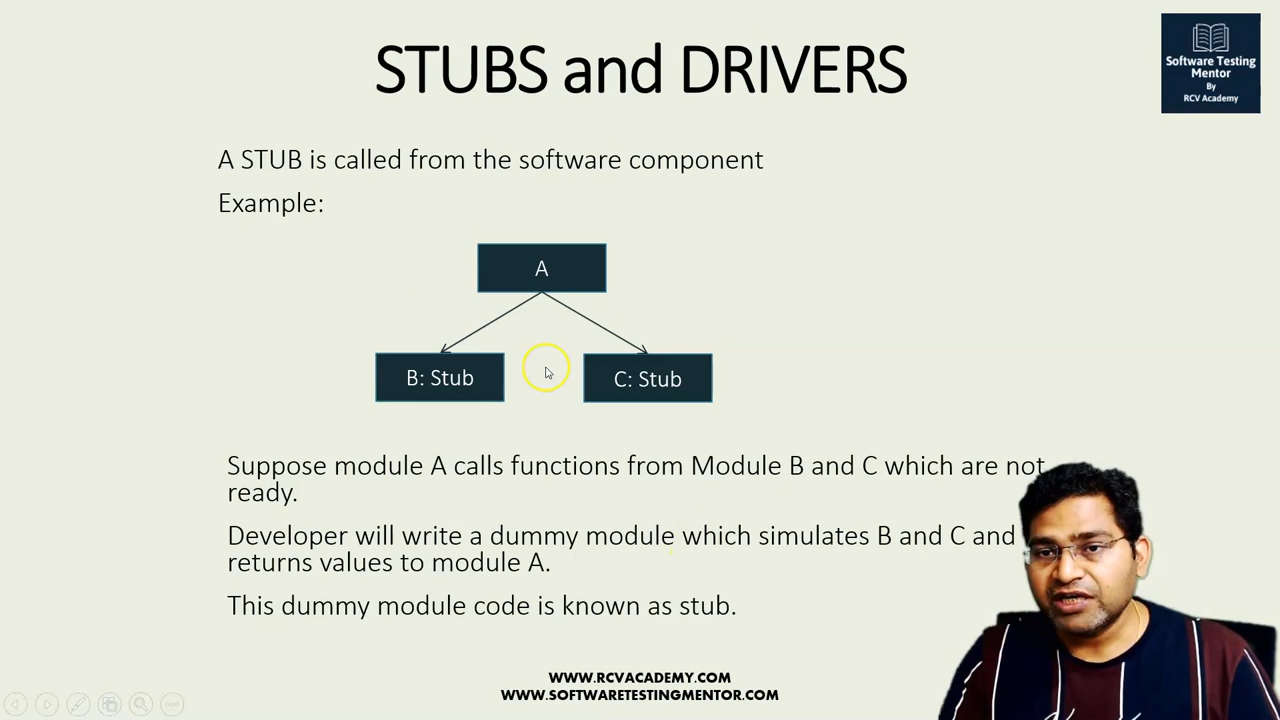 STUBS and DRIVERS
Software Testing
Mentor
By
RCV Academy
A STUB is called from the software component
Example:
A
B: Stub
C: Stub
Suppose module A calls functions from Module B and C which are not
ready.
Developer will write a dummy module which simulates B and C and
returns values to module A.
This dummy module code is known as stub.
WWW.RCVACADEMY.COM
WWW.SOFTWARETESTINGMENTOR.COM